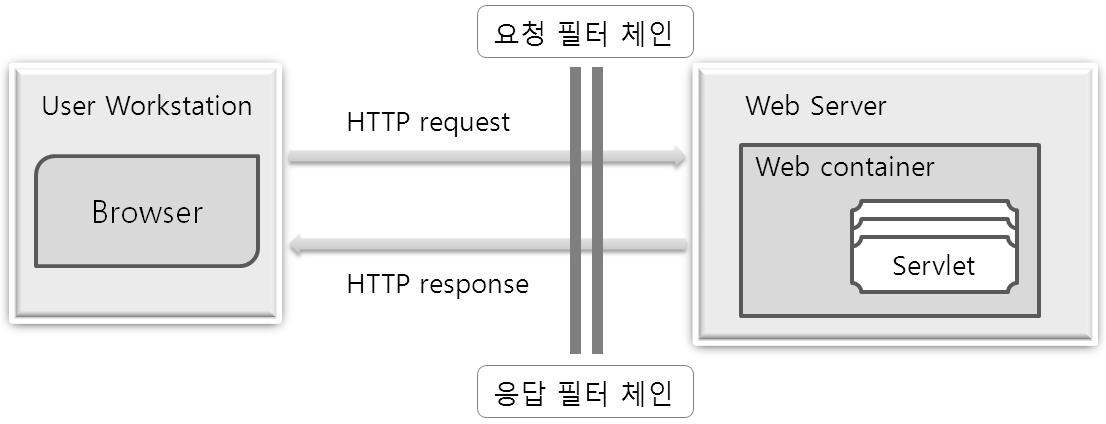 요청 필터 체인
User Workstation
Browser
HTTP request
HTTP response
Web Server
Web container
Servlet
응답 필터 체인